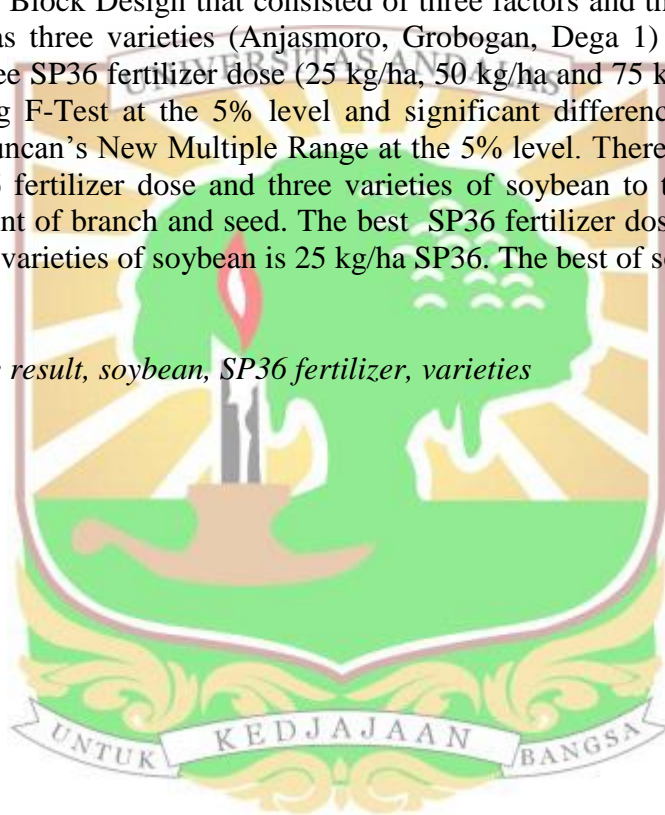 Block Design that consisted of three factors and th
as three varieties (Anjasmoro, Grobogan, Dega 1)
UNIVERSITAS ANDALAS
ee SP36 fertilizer dose (25 kg/ha, 50 kg/ha and 75 k
g F-Test at the 5% level and significant differenc
uncan's New Multiple Range at the 5% level. There
fertilizer dose and three varieties of soybean to t
nt of branch and seed. The best SP36 fertilizer dos
varieties of soybean is 25 kg/ha SP36. The best of s
result, soybean, SP36 fertilizer, varieties
UNTUK KEDJAJAAN BANGSA